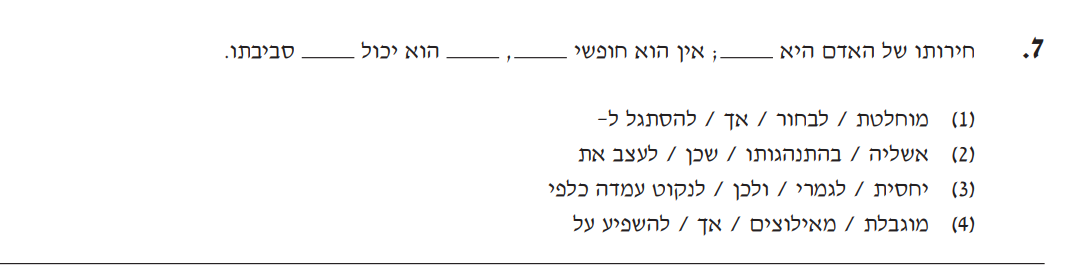 7. חירותו של האדם היא _____; אין הוא חופשי _____, _____ הוא יכול _____ סביבתו.
(1) מוחלטת / לבחור / אך / להסתגל ל-
(2) אשליה / בהתנהגותו / שכן / לעצב את
(3) יחסית / לגמרי / ולכן / לנקוט עמדה כלפי
(4) מוגבלת / מאילוצים / אך / להשפיע על